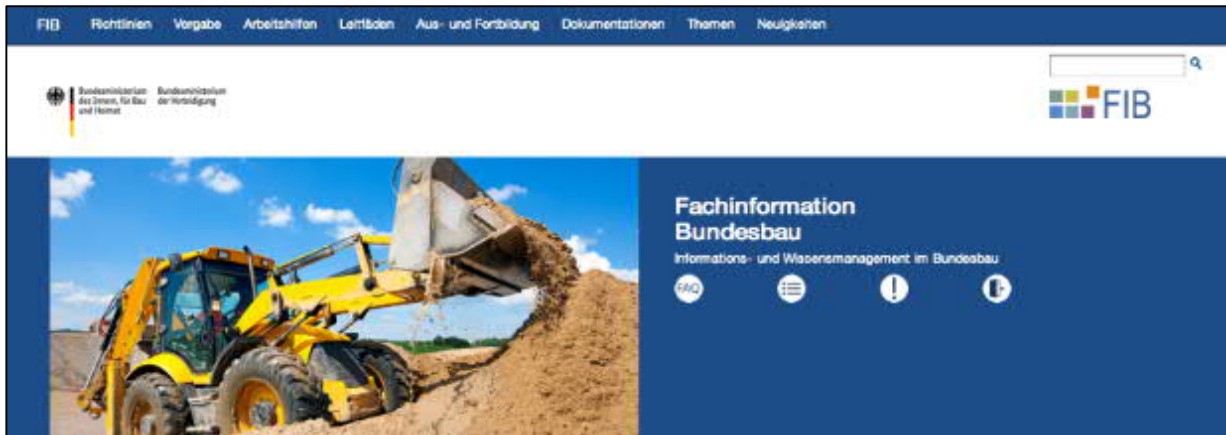 FIB Richtlinien Vorgabe Arbeitshilfen Leitfäden Aus- und Fortbildung Dokumentationen Themen Neuigkeiten
Bundesministerium Bundesministerium
des Innern, für Bau der Verteidigung
und Heimat
FIB
Fachinformation
Bundesbau
Informations- und Wissensmanagement im Bundesbau
FAQ